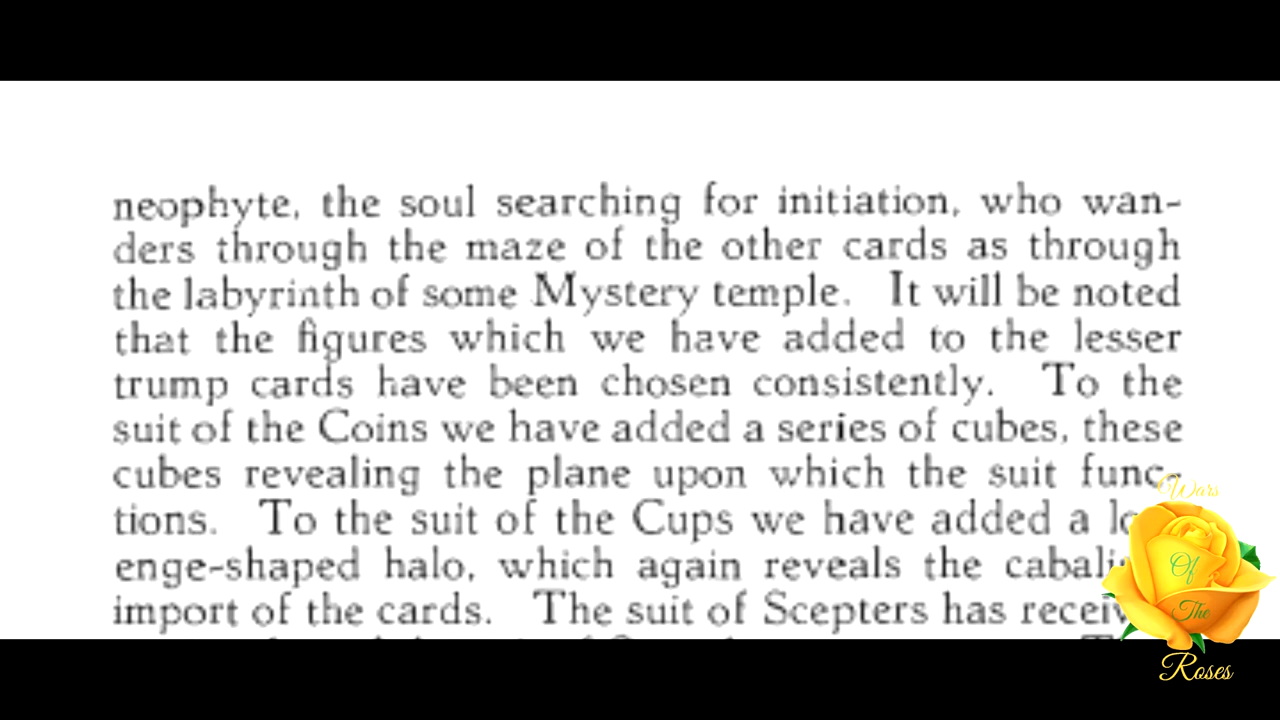 neophyte, the soul searching for initiation, who wan-
ders through the maze of the other cards as through
the labyrinth of some Mystery temple. It will be noted
that the figures which we have added to the lesser
trump cards have been chosen consistently. To the
suit of the Coins we have added a series of cubes, these
cubes revealing the plane upon which the suit func-
tions. To the suit of the Cups we have added a
enge-shaped halo, which again reveals the
import of the cards. The suit of Scepters has
Wars
Of
The
Roses